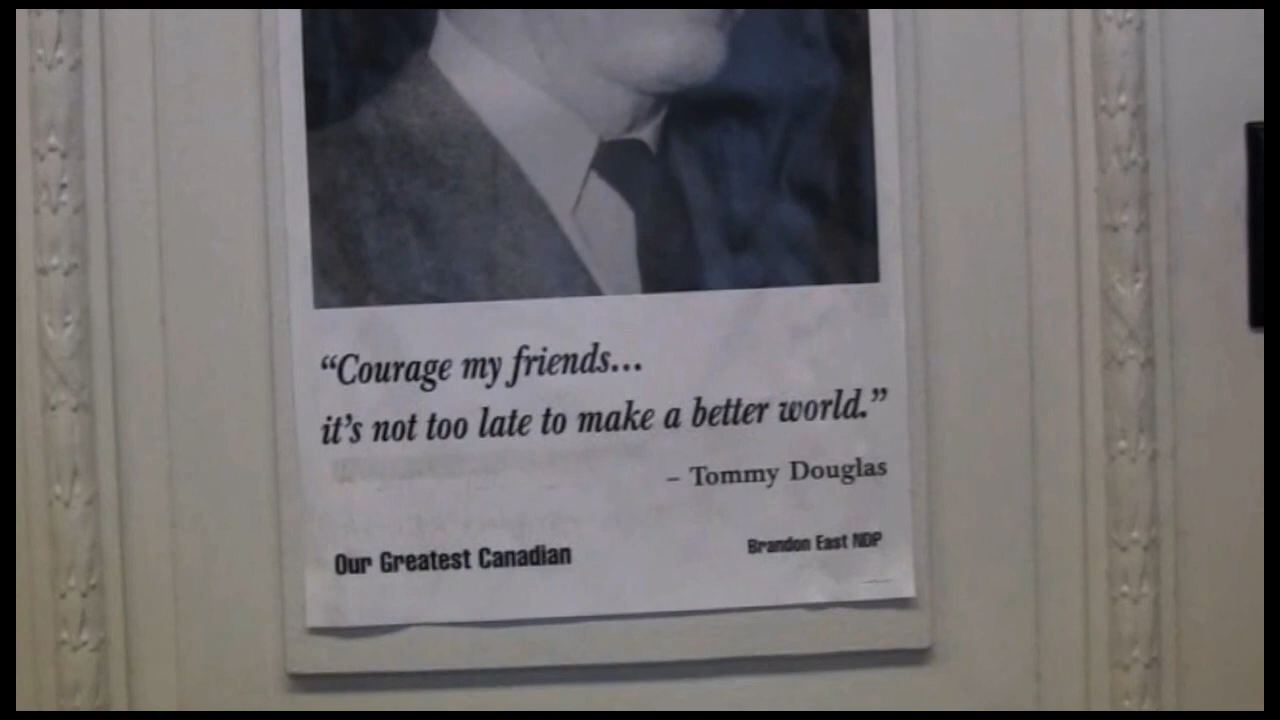 “Courage my friends...
it’s not too late to make a better world.”
– Tommy Douglas
Our Greatest Canadian
Brandon East NDP